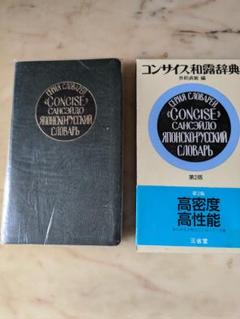 СЕРИЯ СЛОВАРЕЙ
«CONCISE»
САНСЭЙДО
ЯПОНСКО-РУССКИЙ
СЛОВАРЬ
コンサイス和露辞典
編
СЕРИЯ СЛОВАРЕЙ
«CONCISE»
САНСЭЙДО
ЯПОНСКО-РУССКИЙ
СЛОВАРЬ
第2版
第2版
高密度
高性能
三省堂